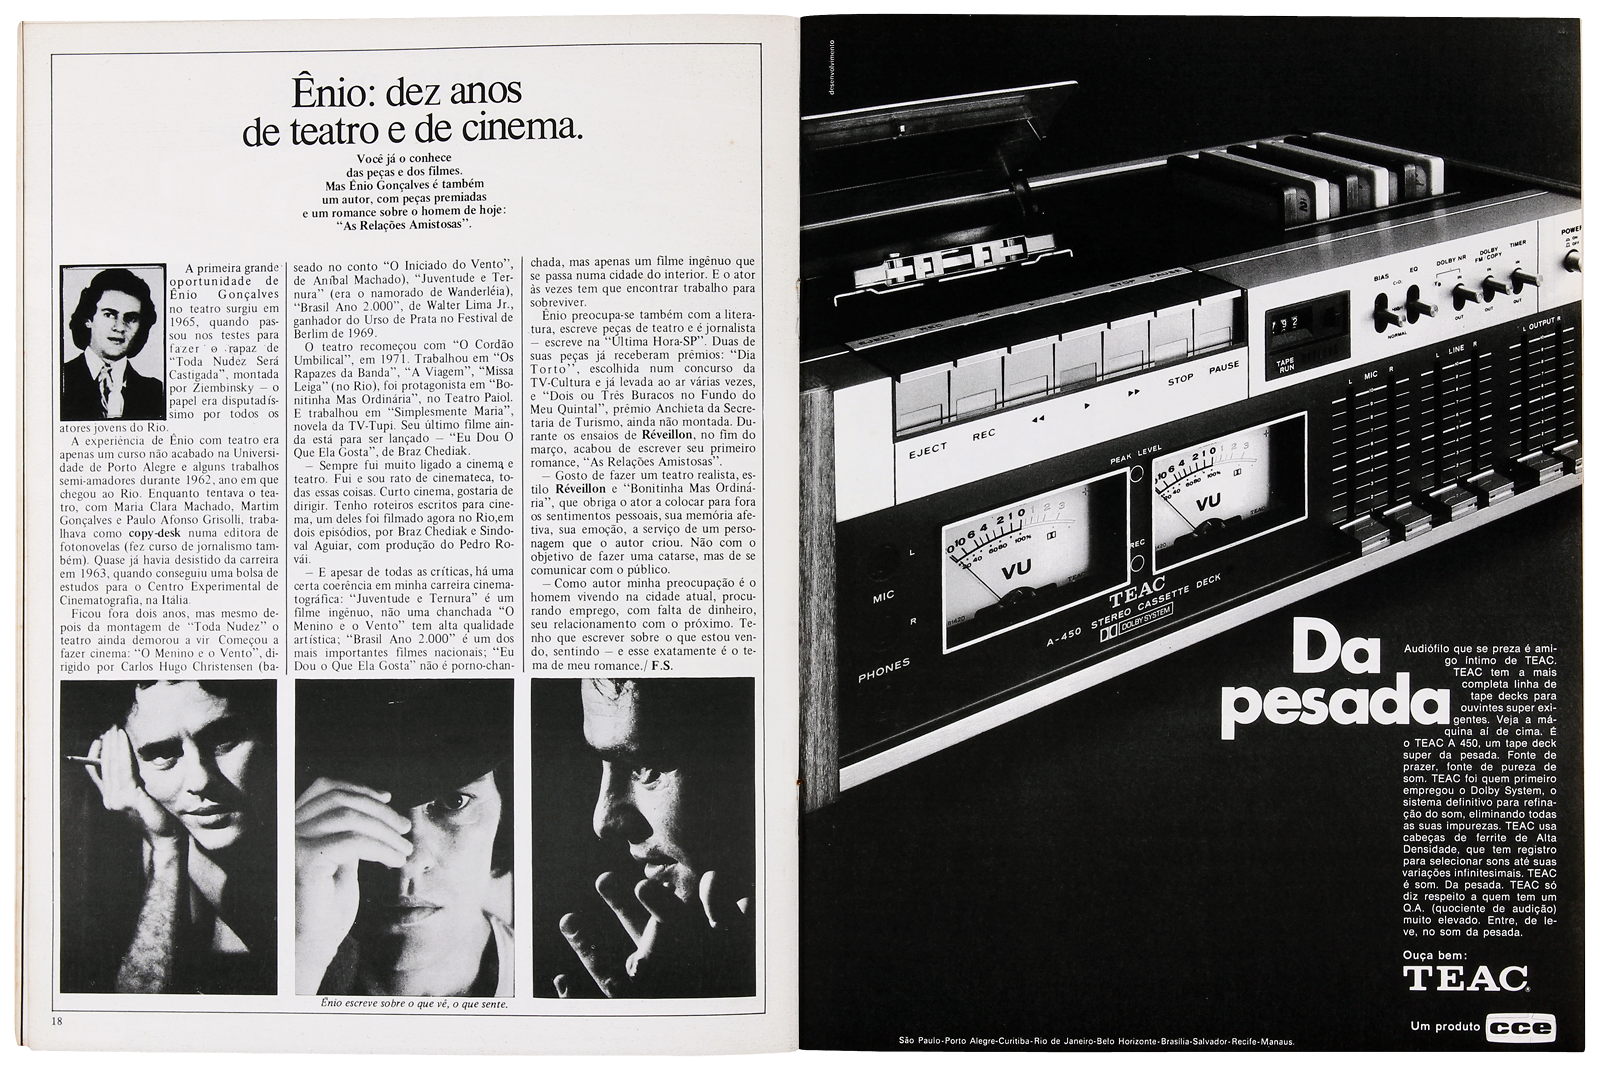 Ênio: dez anos
de teatro e de cinema.
Você já o conhece
das peças e dos filmes.
Mas Ênio Gonçalves é também
um autor, com peças premiadas
e um romance sobre o homem de hoje:
“As Relações Amistosas”.
A primeira grande
oportunidade de
Ênio Gonçalves
no teatro surgiu em
1965, quando pas-
sou nos testes para
fazer o rapaz de
“Toda Nudez Será
Castigada”, montada
por Ziembinsky — o
papel era disputadís-
simo por todos os
atores jovens do Rio.
A experiência de Ênio com teatro era
apenas um curso não acabado na Universi-
dade de Porto Alegre e alguns trabalhos
semi-amadores durante 1962, ano em que
chegou ao Rio. Enquanto tentava o tea-
tro, com Maria Clara Machado, Martim
Gonçalves e Paulo Afonso Grisolli, traba-
lhava como copy-desk numa editora de
fotonovelas (fez curso de jornalismo tam-
bém). Quase já havia desistido da carreira
em 1963, quando conseguiu uma bolsa de
estudos para o Centro Experimental de
Cinematografia, na Itália.
Ficou fora dois anos, mas mesmo de-
pois da montagem de “Toda Nudez” o
teatro ainda demorou a vir. Começou a
fazer cinema: “O Menino e o Vento”, di-
rigido por Carlos Hugo Christensen (ba-
seado no conto “O Iniciado do Vento”,
de Aníbal Machado), “Juventude e Ter-
nura” (era o namorado de Wanderléia),
“Brasil Ano 2.000”, de Walter Lima Jr.,
ganhador do Urso de Prata no Festival de
Berlim de 1969.
O teatro recomeçou com “O Cordão
Umbilical”, em 1971. Trabalhou em “Os
Rapazes da Banda”, “A Viagem”, “Missa
Leiga” (no Rio), foi protagonista em “Bo-
nitinha Mas Ordinária”, no Teatro Paiol.
E trabalhou em “Simplesmente Maria”,
novela da TV-Tupi. Seu último filme ain-
da está para ser lançado — “Eu Dou O
Que Ela Gosta”, de Braz Chediak.
— Sempre fui muito ligado a cinema e
teatro. Fui e sou rato de cinemateca, to-
das essas coisas. Curto cinema, gostaria de
dirigir. Tenho roteiros escritos para cine-
ma, um deles foi filmado agora no Rio,em
dois episódios, por Braz Chediak e Sindo-
val Aguiar, com produção do Pedro Ro-
vái.
— E apesar de todas as críticas, há uma
certa coerência em minha carreira cinema-
tográfica: “Juventude e Ternura” é um
filme ingênuo, não uma chanchada “O
Menino e o Vento” tem alta qualidade
artística; “Brasil Ano 2.000” é um dos
mais importantes filmes nacionais; “Eu
Dou o Que Ela Gosta” não é porno-chan-
chada, mas apenas um filme ingênuo que
se passa numa cidade do interior. E o ator
às vezes tem que encontrar trabalho para
sobreviver.
Ênio preocupa-se também com a litera-
tura, escreve peças de teatro e é jornalista
— escreve na “Última Hora-SP”. Duas de
suas peças já receberam prêmios: “Dia
Torto”, escolhida num concurso da
TV-Cultura e já levada ao ar várias vezes,
e “Dois ou Três Buracos no Fundo do
Meu Quintal”, prêmio Anchieta da Secre-
taria de Turismo, ainda não montada. Du-
rante os ensaios de Réveillon, no fim do
março, acabou de escrever seu primeiro
romance, “As Relações Amistosas”.
— Gosto de fazer um teatro realista, es-
tilo Réveillon e “Bonitinha Mas Ordiná-
ria”, que obriga o ator a colocar para fora
os sentimentos pessoais, sua memória afe-
tiva, sua emoção, a serviço de um perso-
nagem que o autor criou. Não com o
objetivo de fazer uma catarse, mas de se
comunicar com o público.
— Como autor minha preocupação é o
homem vivendo na cidade atual, procu-
rando emprego, com falta de dinheiro,
seu relacionamento com o próximo. Te-
nho que escrever sobre o que estou ven-
do, sentindo — e esse exatamente é o te-
ma de meu romance./ F.S.
Ênio escreve sobre o que vê, o que sente.
18
desenvolvimento
POWER
TIMER
DOLBY
FM-COPY
DOLBY NR
EQ
BIAS
NORMAL
OUT
OUT
OUT
TAPE
RUN
L OUTPUT R
L LINE R
L MIC R
EJECT
REC
◀◀
▶
▶▶
STOP
PAUSE
PEAK LEVEL
VU
VU
REC
L
MIC
R
PHONES
TEAC
A-450 STEREO CASSETTE DECK
DOLBY SYSTEM
Da
pesada
Audiófilo que se preza é ami-
go íntimo de TEAC.
TEAC tem a mais
completa linha de
tape decks para
ouvintes super exi-
gentes. Veja a má-
quina aí de cima. É
o TEAC A 450, um tape deck
super da pesada. Fonte de
prazer, fonte de pureza de
som. TEAC foi quem primeiro
empregou o Dolby System, o
sistema definitivo para refina-
ção do som, eliminando todas
as suas impurezas. TEAC usa
cabeças de ferrite de Alta
Densidade, que tem registro
para selecionar sons até suas
variações infinitesimais. TEAC
é som. Da pesada. TEAC só
diz respeito a quem tem um
Q.A. (quociente de audição)
muito elevado. Entre, de le-
ve, no som da pesada.
Ouça bem:
TEAC
Um produto cce
São Paulo-Porto Alegre-Curitiba-Rio de Janeiro-Belo Horizonte-Brasília-Salvador-Recife-Manaus.